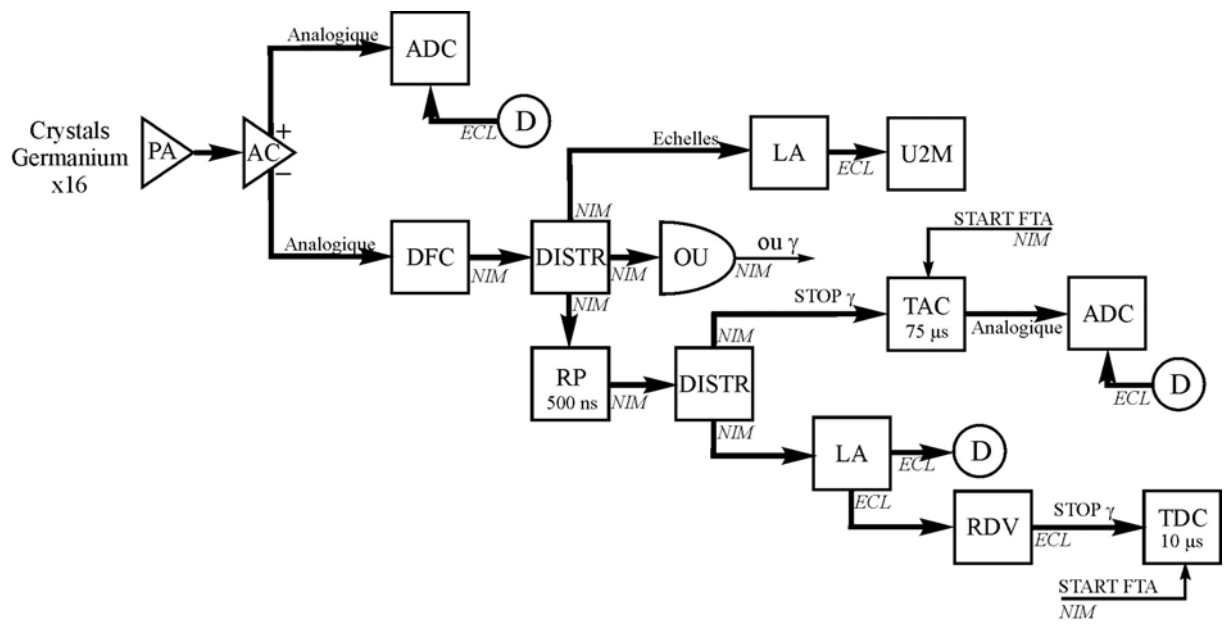 Analogique
ADC
ECL
D
Crystals
Germanium
x16
PA
AC
+
−
Echelles
LA
ECL
U2M
NIM
Analogique
DFC
NIM
DISTR
NIM
OU
ou γ
NIM
START FTA
NIM
NIM
STOP γ
TAC
75 μs
Analogique
ADC
ECL
D
NIM
RP
500 ns
NIM
DISTR
NIM
LA
ECL
D
ECL
RDV
ECL
STOP γ
TDC
10 μs
START FTA
NIM